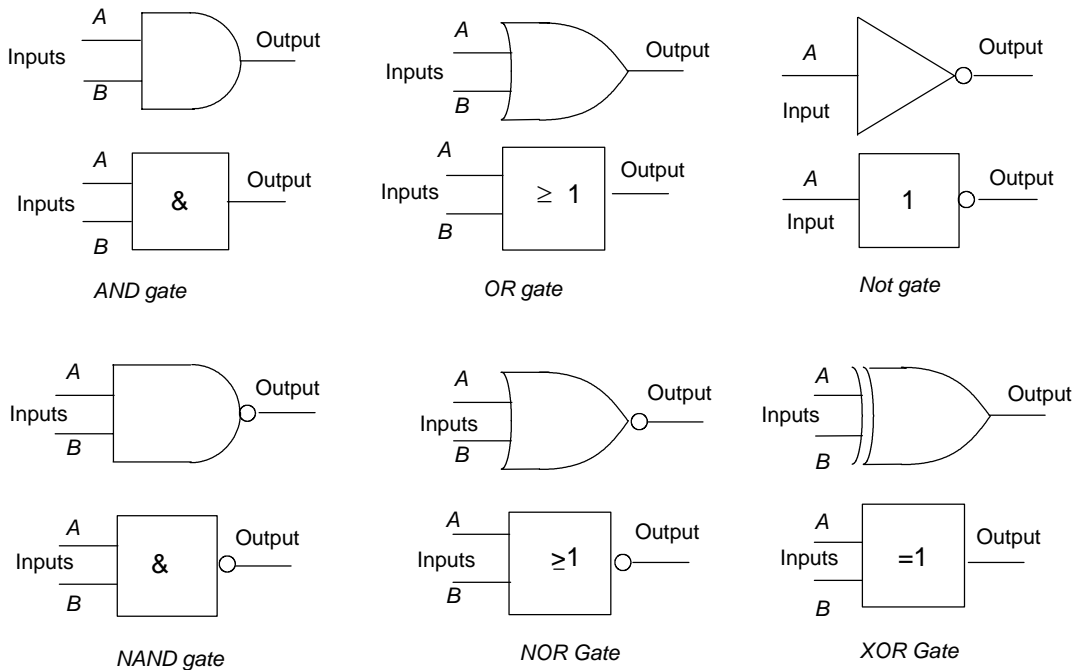 A
Inputs
Output
B
A
Inputs
Output
B
A
Output
Input
A
Inputs
&
Output
B
A
Inputs
≥ 1
Output
B
A
Input
1
Output
AND gate
OR gate
Not gate
A
Inputs
Output
B
A
Inputs
Output
B
A
Inputs
Output
B
A
Inputs
&
Output
B
A
Inputs
≥1
Output
B
A
Inputs
=1
Output
B
NAND gate
NOR Gate
XOR Gate